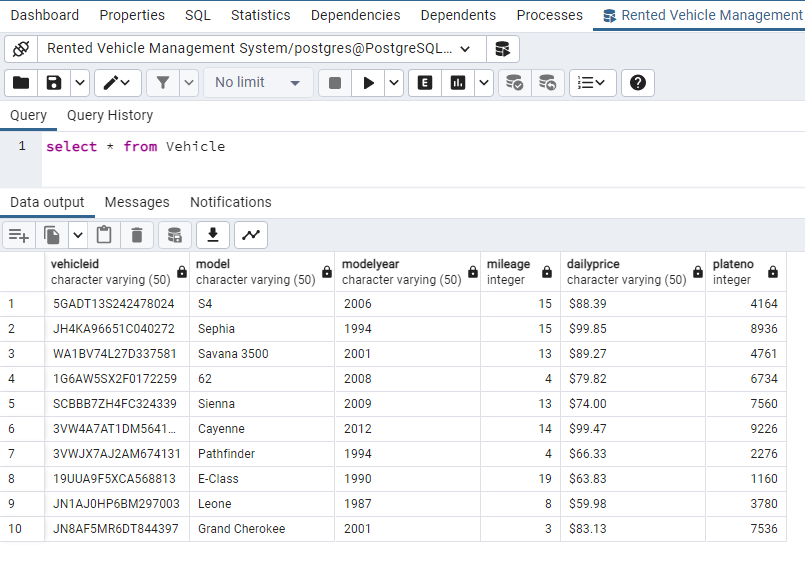 Dashboard Properties SQL Statistics Dependencies Dependents Processes Rented Vehicle Management
Rented Vehicle Management System/postgres@PostgreSQL...
No limit E
Query Query History
1 select * from Vehicle
Data output Messages Notifications
vehicleid model modelyear mileage dailyprice plateno
character varying (50) character varying (50) character varying (50) integer character varying (50) integer
1 5GADT13S242478024 S4 2006 15 $88.39 4164
2 JH4KA96651C040272 Sephia 1994 15 $99.85 8936
3 WA1BV74L27D337581 Savana 3500 2001 13 $89.27 4761
4 1G6AW5SX2F0172259 62 2008 4 $79.82 6734
5 SCBBB7ZH4FC324339 Sienna 2009 13 $74.00 7560
6 3VW4A7AT1DM5641... Cayenne 2012 14 $99.47 9226
7 3VWJX7AJ2AM674131 Pathfinder 1994 4 $66.33 2276
8 19UUA9F5XCA568813 E-Class 1990 19 $63.83 1160
9 JN1AJ0HP6BM297003 Leone 1987 8 $59.98 3780
10 JN8AF5MR6DT844397 Grand Cherokee 2001 3 $83.13 7536